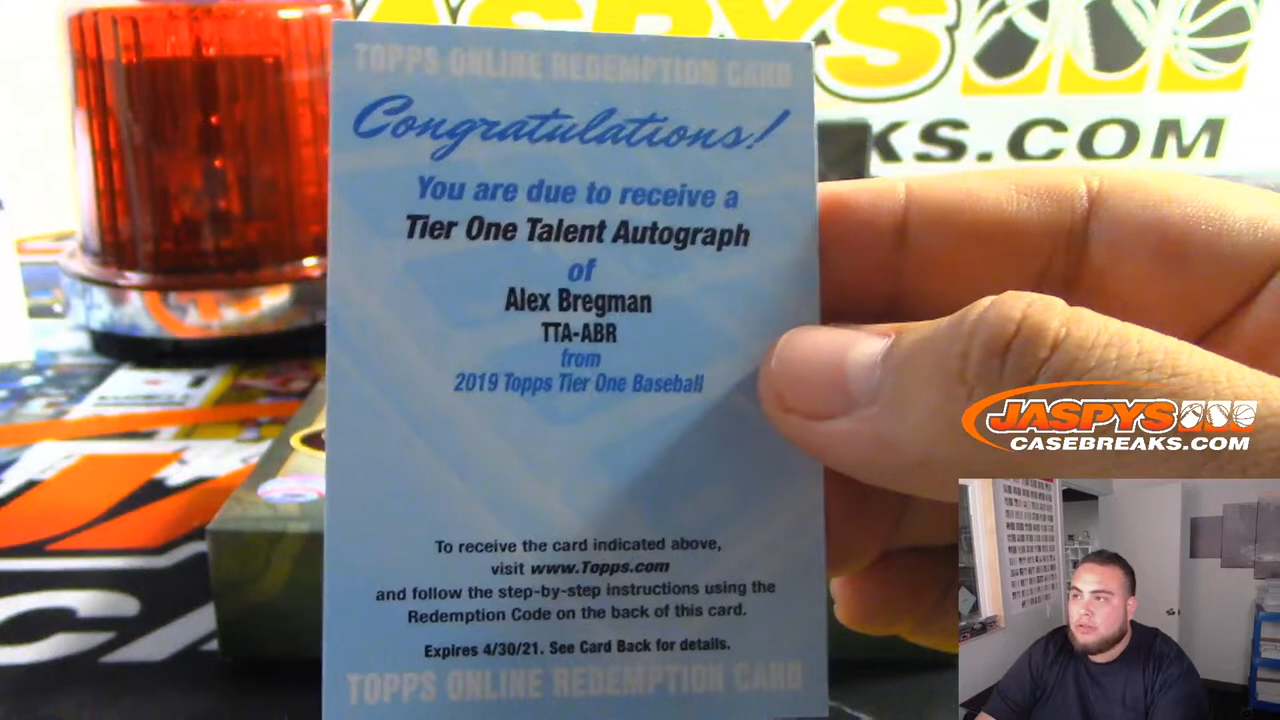 JASPYS
KS.COM
TOPPS ONLINE REDEMPTION CARD
Congratulations!
You are due to receive a
Tier One Talent Autograph
of
Alex Bregman
TTA-ABR
from
2019 Topps Tier One Baseball
To receive the card indicated above,
visit www.Topps.com
and follow the step-by-step instructions using the
Redemption Code on the back of this card.
Expires 4/30/21. See Card Back for details.
TOPPS ONLINE REDEMPTION CARD
JASPYS
CASEBREAKS.COM